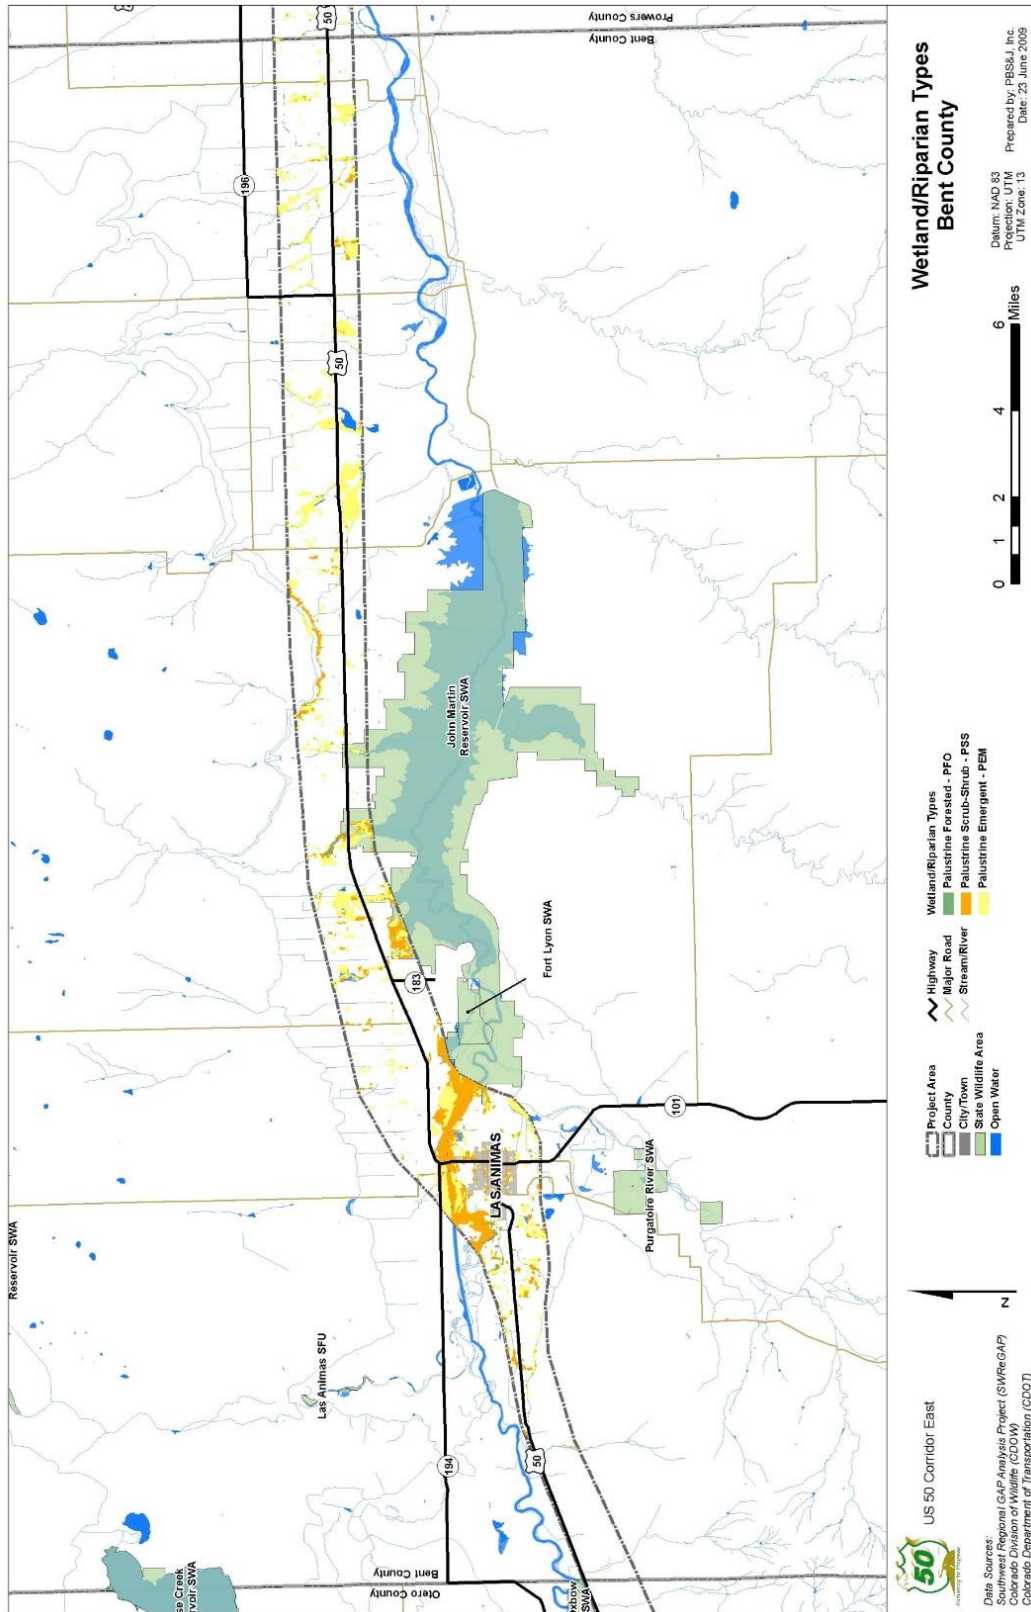 Reservoir SWA
Las Animas SFU
194
50
Otero County
Bent County
LAS ANIMAS
Purgatoire River SWA
101
183
Fort Lyon SWA
John Martin
Reservoir SWA
50
196
50
Bent County
Prowers County
US 50 Corridor East
50
Data Sources:
Southwest Regional GAP Analysis Project (SWReGAP)
Colorado Division of Wildlife (CDOW)
Colorado Department of Transportation (CDOT)
N
Project Area
County
City/Town
State Wildlife Area
Open Water
Highway
Major Road
Stream/River
Wetland/Riparian Types
Palustrine Forested - PFO
Palustrine Scrub-Shrub - PSS
Palustrine Emergent - PEM
0 1 2 4 6
Miles
Wetland/Riparian Types
Bent County
Datum: NAD 83
Projection: UTM
UTM Zone: 13
Prepared by: PBS&J, Inc.
Date: 23 June 2009